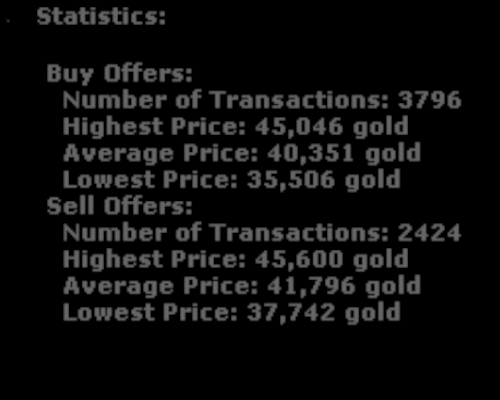 Statistics:
Buy Offers:
Number of Transactions: 3796
Highest Price: 45,046 gold
Average Price: 40,351 gold
Lowest Price: 35,506 gold
Sell Offers:
Number of Transactions: 2424
Highest Price: 45,600 gold
Average Price: 41,796 gold
Lowest Price: 37,742 gold